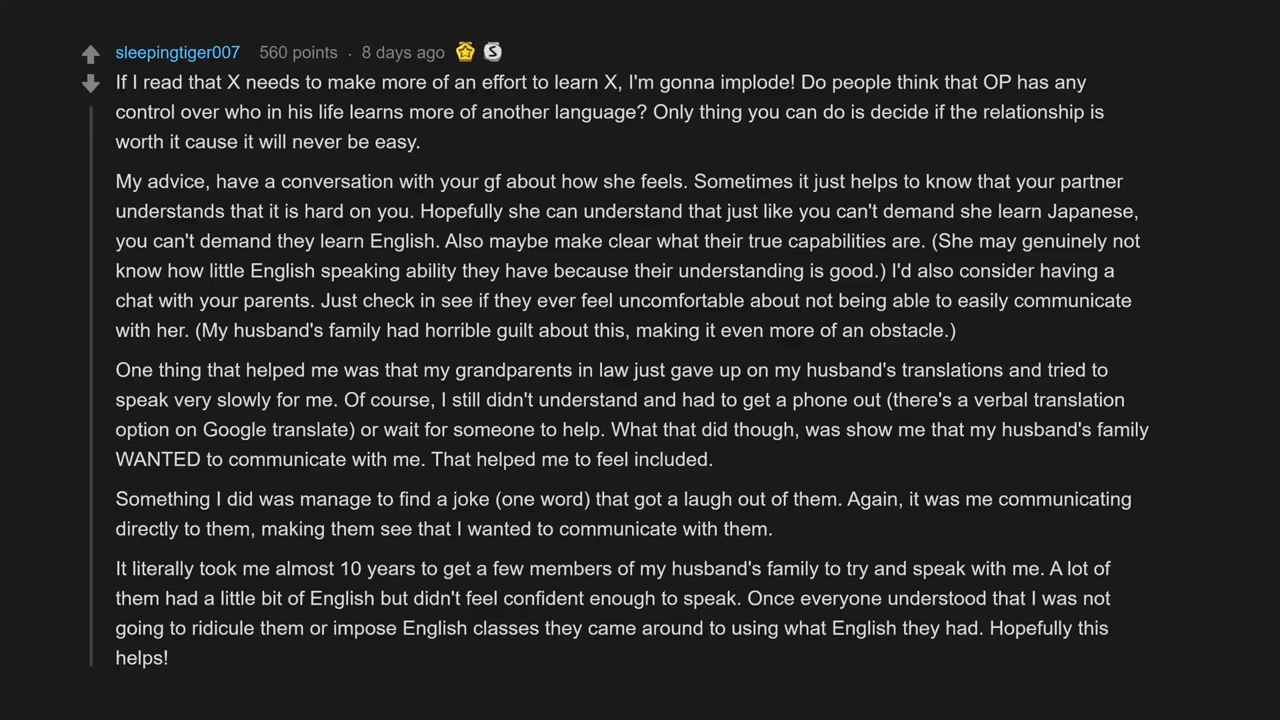 sleepingtiger007 560 points · 8 days ago
If I read that X needs to make more of an effort to learn X, I'm gonna implode! Do people think that OP has any
control over who in his life learns more of another language? Only thing you can do is decide if the relationship is
worth it cause it will never be easy.
My advice, have a conversation with your gf about how she feels. Sometimes it just helps to know that your partner
understands that it is hard on you. Hopefully she can understand that just like you can't demand she learn Japanese,
you can't demand they learn English. Also maybe make clear what their true capabilities are. (She may genuinely not
know how little English speaking ability they have because their understanding is good.) I'd also consider having a
chat with your parents. Just check in see if they ever feel uncomfortable about not being able to easily communicate
with her. (My husband's family had horrible guilt about this, making it even more of an obstacle.)
One thing that helped me was that my grandparents in law just gave up on my husband's translations and tried to
speak very slowly for me. Of course, I still didn't understand and had to get a phone out (there's a verbal translation
option on Google translate) or wait for someone to help. What that did though, was show me that my husband's family
WANTED to communicate with me. That helped me to feel included.
Something I did was manage to find a joke (one word) that got a laugh out of them. Again, it was me communicating
directly to them, making them see that I wanted to communicate with them.
It literally took me almost 10 years to get a few members of my husband's family to try and speak with me. A lot of
them had a little bit of English but didn't feel confident enough to speak. Once everyone understood that I was not
going to ridicule them or impose English classes they came around to using what English they had. Hopefully this
helps!